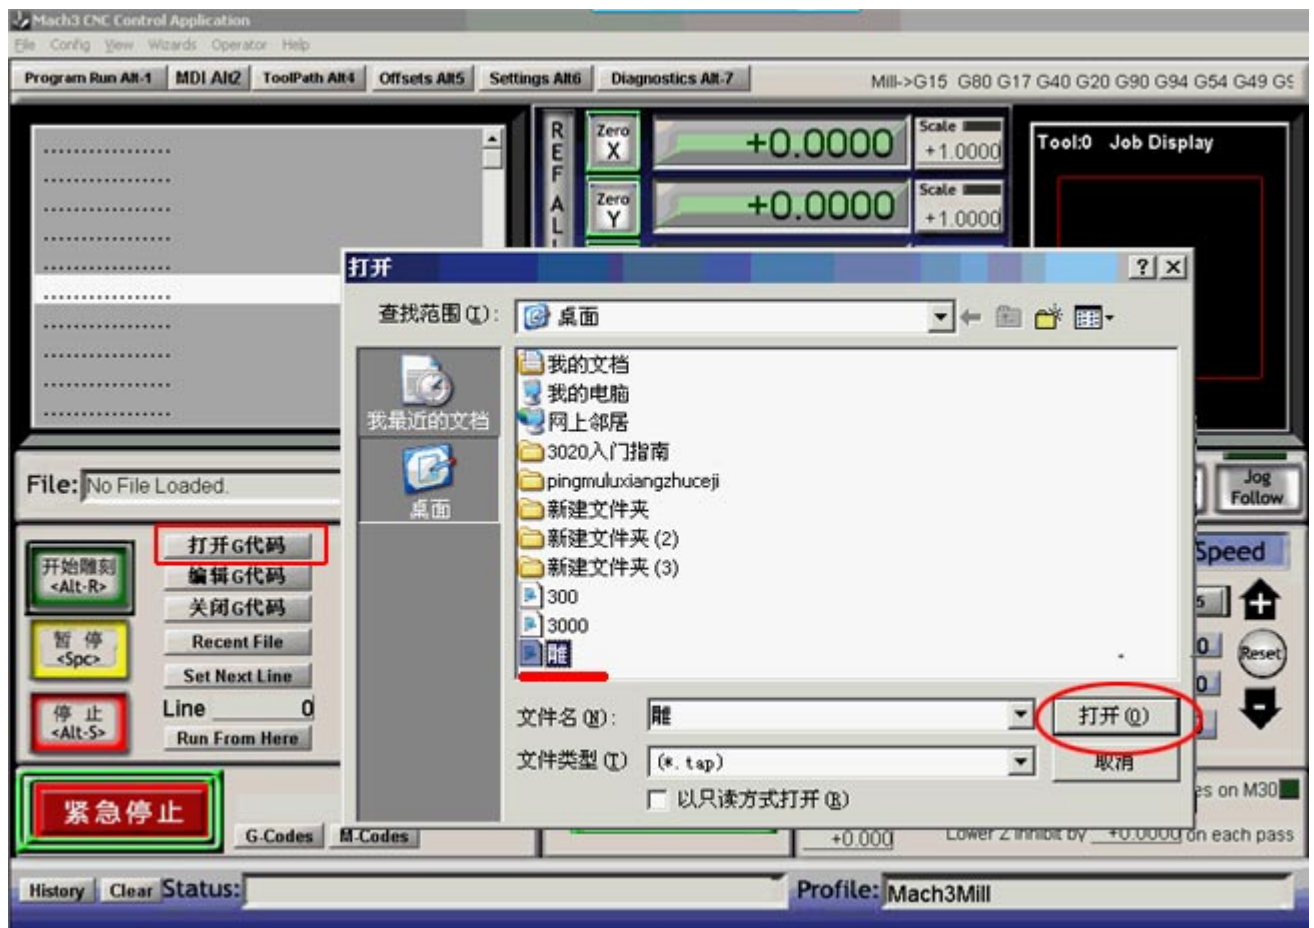 Mach3 CNC Control Application
File Config View Wizards Operator Help
Program Run Alt-1 MDI Alt2 ToolPath Alt4 Offsets Alt5 Settings Alt6 Diagnostics Alt-7 Mill->G15 G80 G17 G40 G20 G90 G94 G54 G49 G9
REF ALL
Zero X +0.0000 Scale +1.0000
Zero Y +0.0000 Scale +1.0000
Tool:0 Job Display
打开
查找范围(I): 桌面
我最近的文档
桌面
我的文档
我的电脑
网上邻居
3020入门指南
pingmuluxiangzhuceji
新建文件夹
新建文件夹 (2)
新建文件夹 (3)
300
3000
雕
文件名(N): 雕 打开(O)
文件类型(T) (*.tap) 取消
以只读方式打开(R)
File: No File Loaded.
Jog Follow
开始雕刻 <Alt-R>
打开G代码
编辑G代码
关闭G代码
暂 停 <Spc>
Recent File
Set Next Line
停 止 <Alt-S>
Line 0
Run From Here
Speed
Reset
紧急停止
G-Codes M-Codes
es on M30
+0.000 Lower Z Inhibit by +0.0000 on each pass
History Clear Status: Profile: Mach3Mill